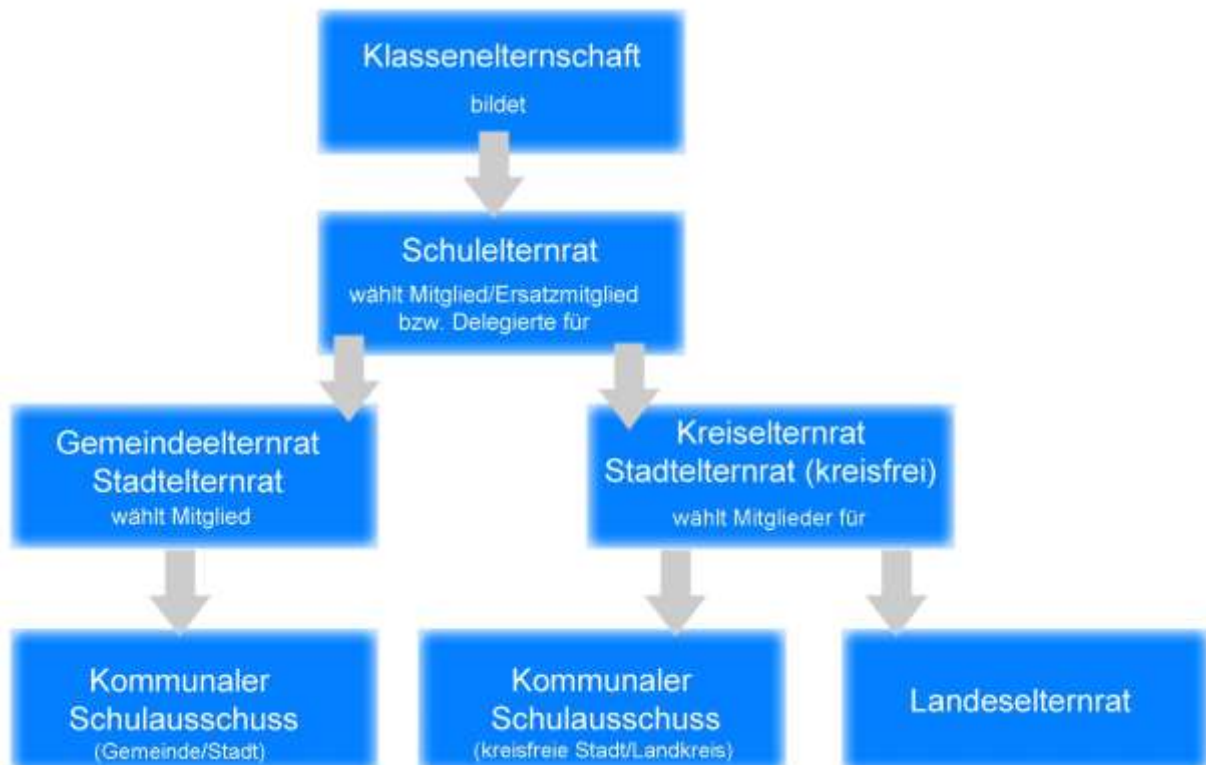 Klassenelternschaft
bildet
Schulelternrat
wählt Mitglied/Ersatzmitglied
bzw. Delegierte für
Gemeindeelternrat
Stadtelternrat
wählt Mitglied
Kreiselternrat
Stadtelternrat (kreisfrei)
wählt Mitglieder für
Kommunaler
Schulausschuss
(Gemeinde/Stadt)
Kommunaler
Schulausschuss
(kreisfreie Stadt/Landkreis)
Landeselternrat